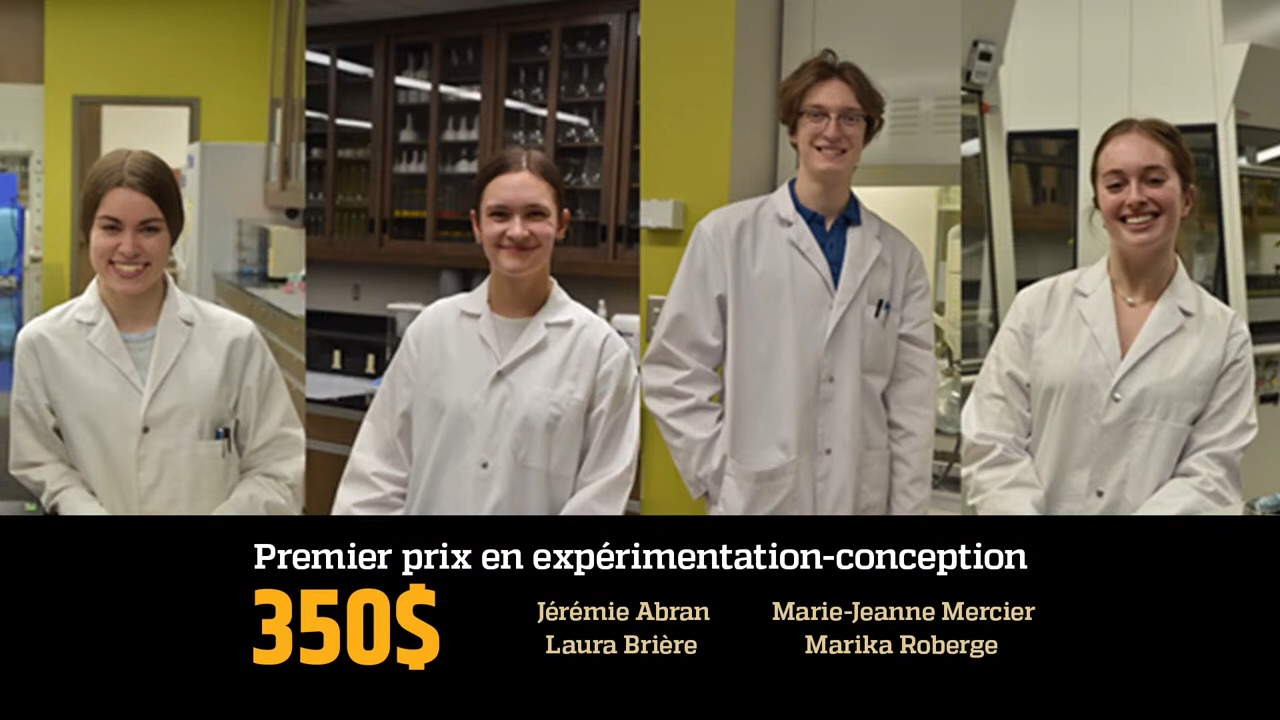 Premier prix en expérimentation-conception
350$
Jérémie Abran
Laura Brière
Marie-Jeanne Mercier
Marika Roberge